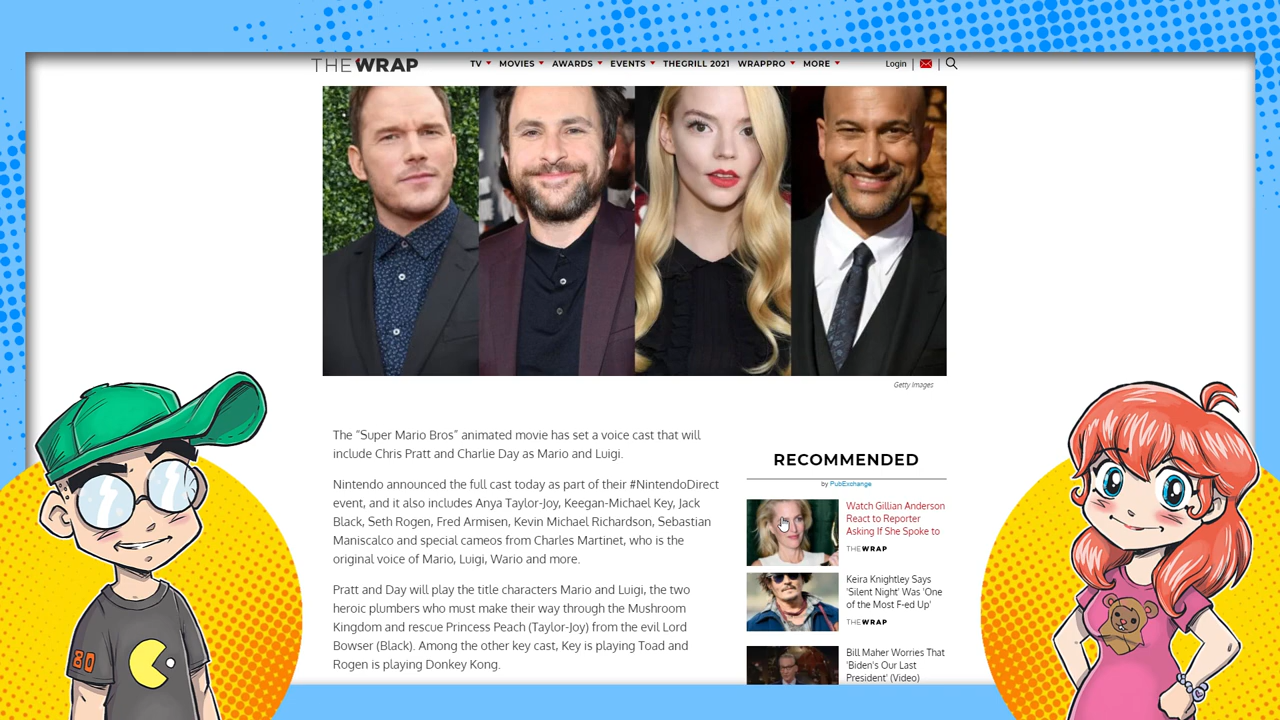 THEWRAP
TV MOVIES AWARDS EVENTS THEGRILL 2021 WRAPPRO MORE
Login | |
Getty Images
The "Super Mario Bros" animated movie has set a voice cast that will
include Chris Pratt and Charlie Day as Mario and Luigi.
Nintendo announced the full cast today as part of their #NintendoDirect
event, and it also includes Anya Taylor-Joy, Keegan-Michael Key, Jack
Black, Seth Rogen, Fred Armisen, Kevin Michael Richardson, Sebastian
Maniscalco and special cameos from Charles Martinet, who is the
original voice of Mario, Luigi, Wario and more.
Pratt and Day will play the title characters Mario and Luigi, the two
heroic plumbers who must make their way through the Mushroom
Kingdom and rescue Princess Peach (Taylor-Joy) from the evil Lord
Bowser (Black). Among the other key cast, Key is playing Toad and
Rogen is playing Donkey Kong.
RECOMMENDED
by PubExchange
Watch Gillian Anderson
React to Reporter
Asking If She Spoke to
THEWRAP
Keira Knightley Says
'Silent Night' Was 'One
of the Most F-ed Up'
THEWRAP
Bill Maher Worries That
'Biden's Our Last
President' (Video)
80